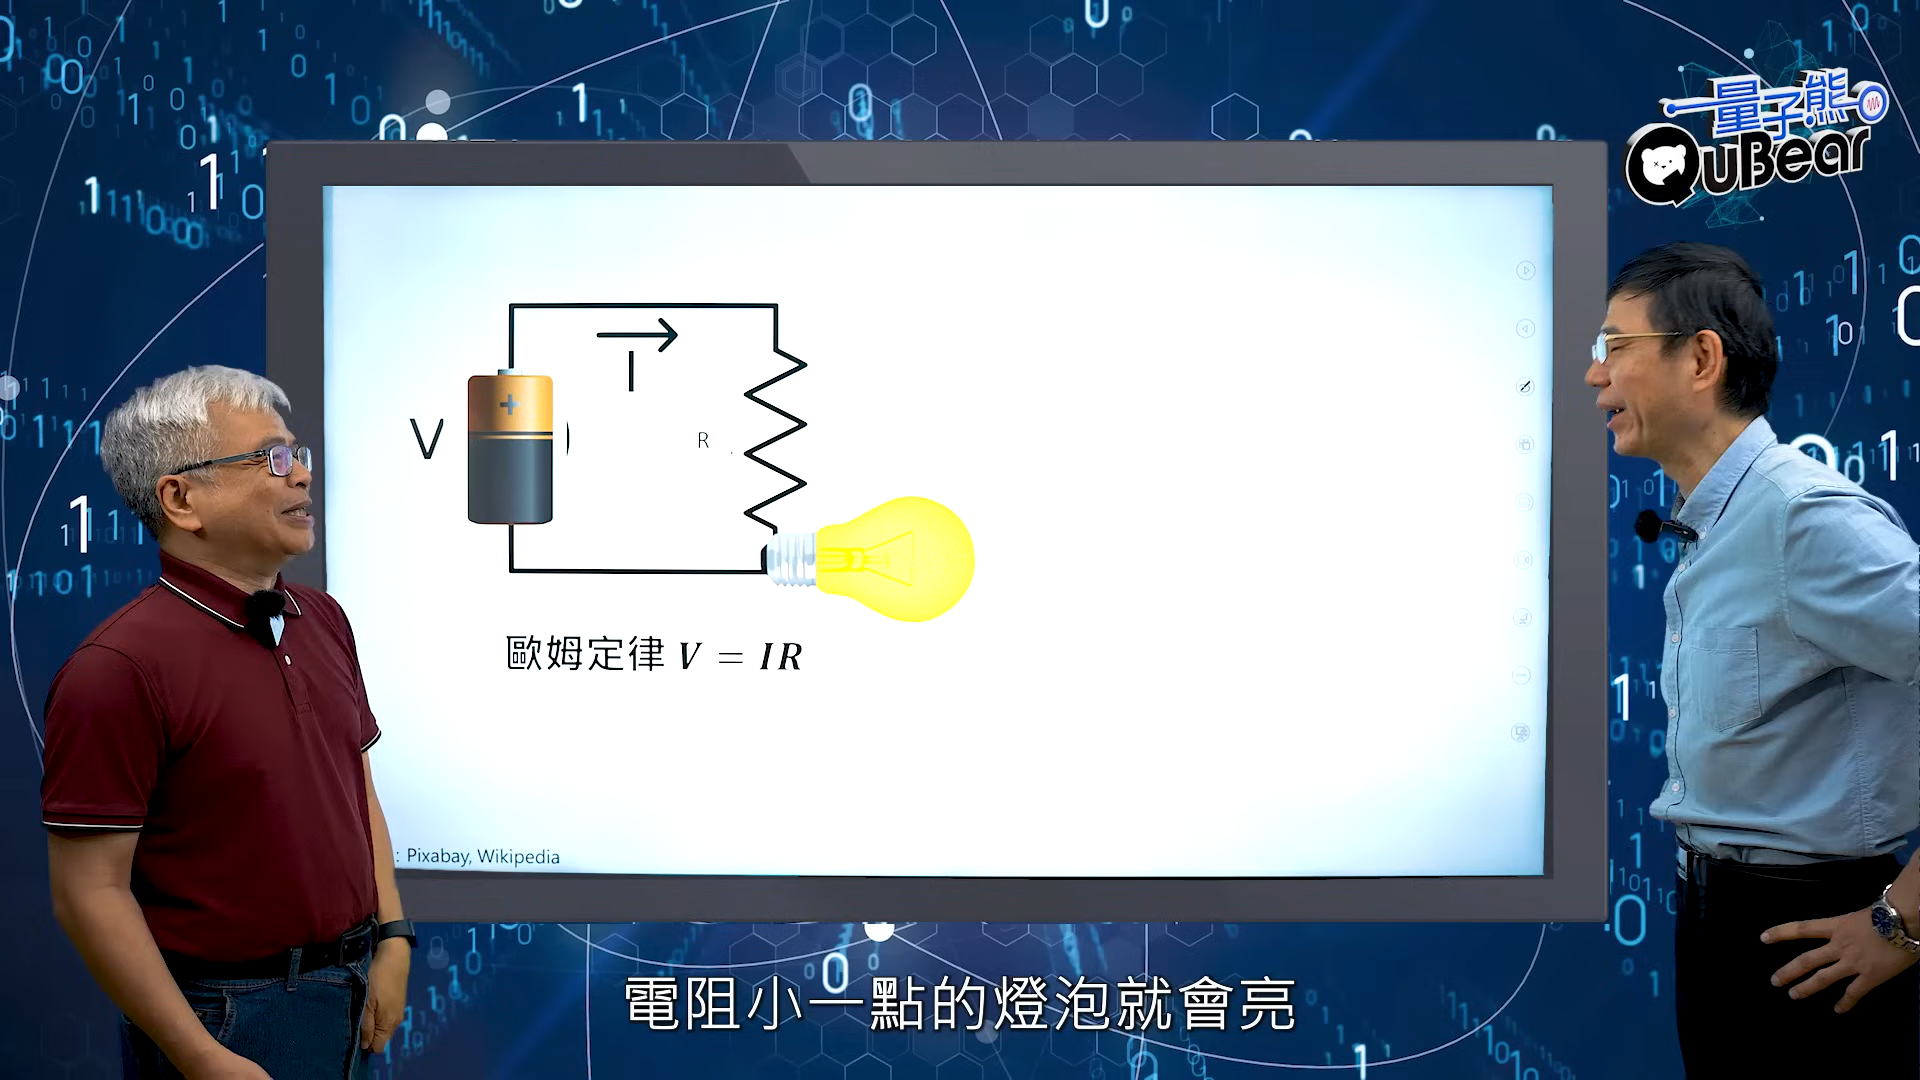 量子熊
QuBear
I
V
R
歐姆定律 V = IR
: Pixabay, Wikipedia
電阻小一點的燈泡就會亮